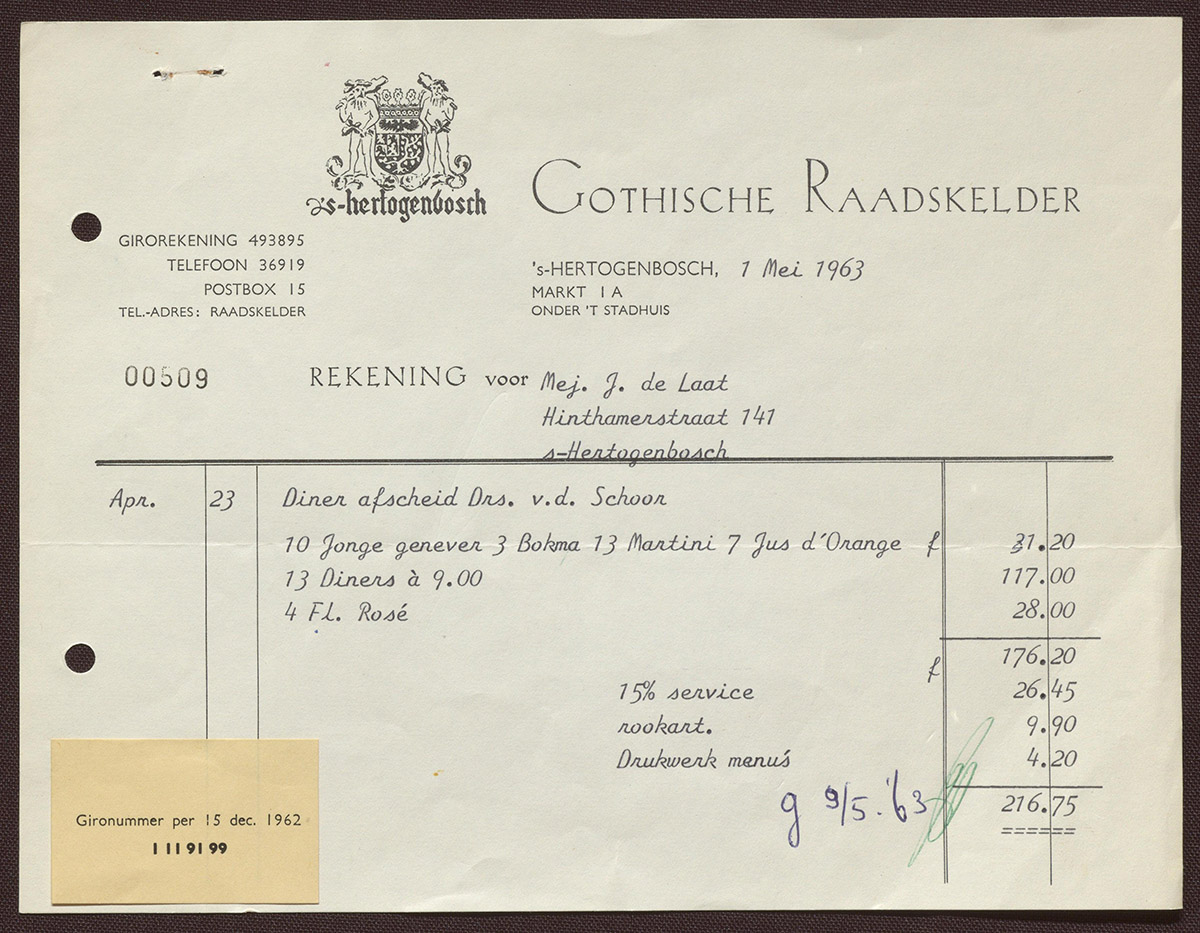 's-hertogenbosch
GOTHISCHE RAADSKELDER
GIROREKENING 493895
TELEFOON 36919
POSTBOX 15
TEL.-ADRES: RAADSKELDER
's-HERTOGENBOSCH, 1 Mei 1963
MARKT 1A
ONDER 'T STADHUIS
00509
REKENING voor Mej. J. de Laat
Hinthamerstraat 141
s-Hertogenbosch
Apr. 23 Diner afscheid Drs. v.d. Schoor
10 Jonge genever 3 Bokma 13 Martini 7 Jus d'Orange f 31.20
13 Diners à 9.00 117.00
4 Fl. Rosé 28.00
f 176.20
15% service 26.45
rookart. 9.90
Drukwerk menu's 4.20
g 9/5.'63
216.75
Gironummer per 15 dec. 1962
1119199